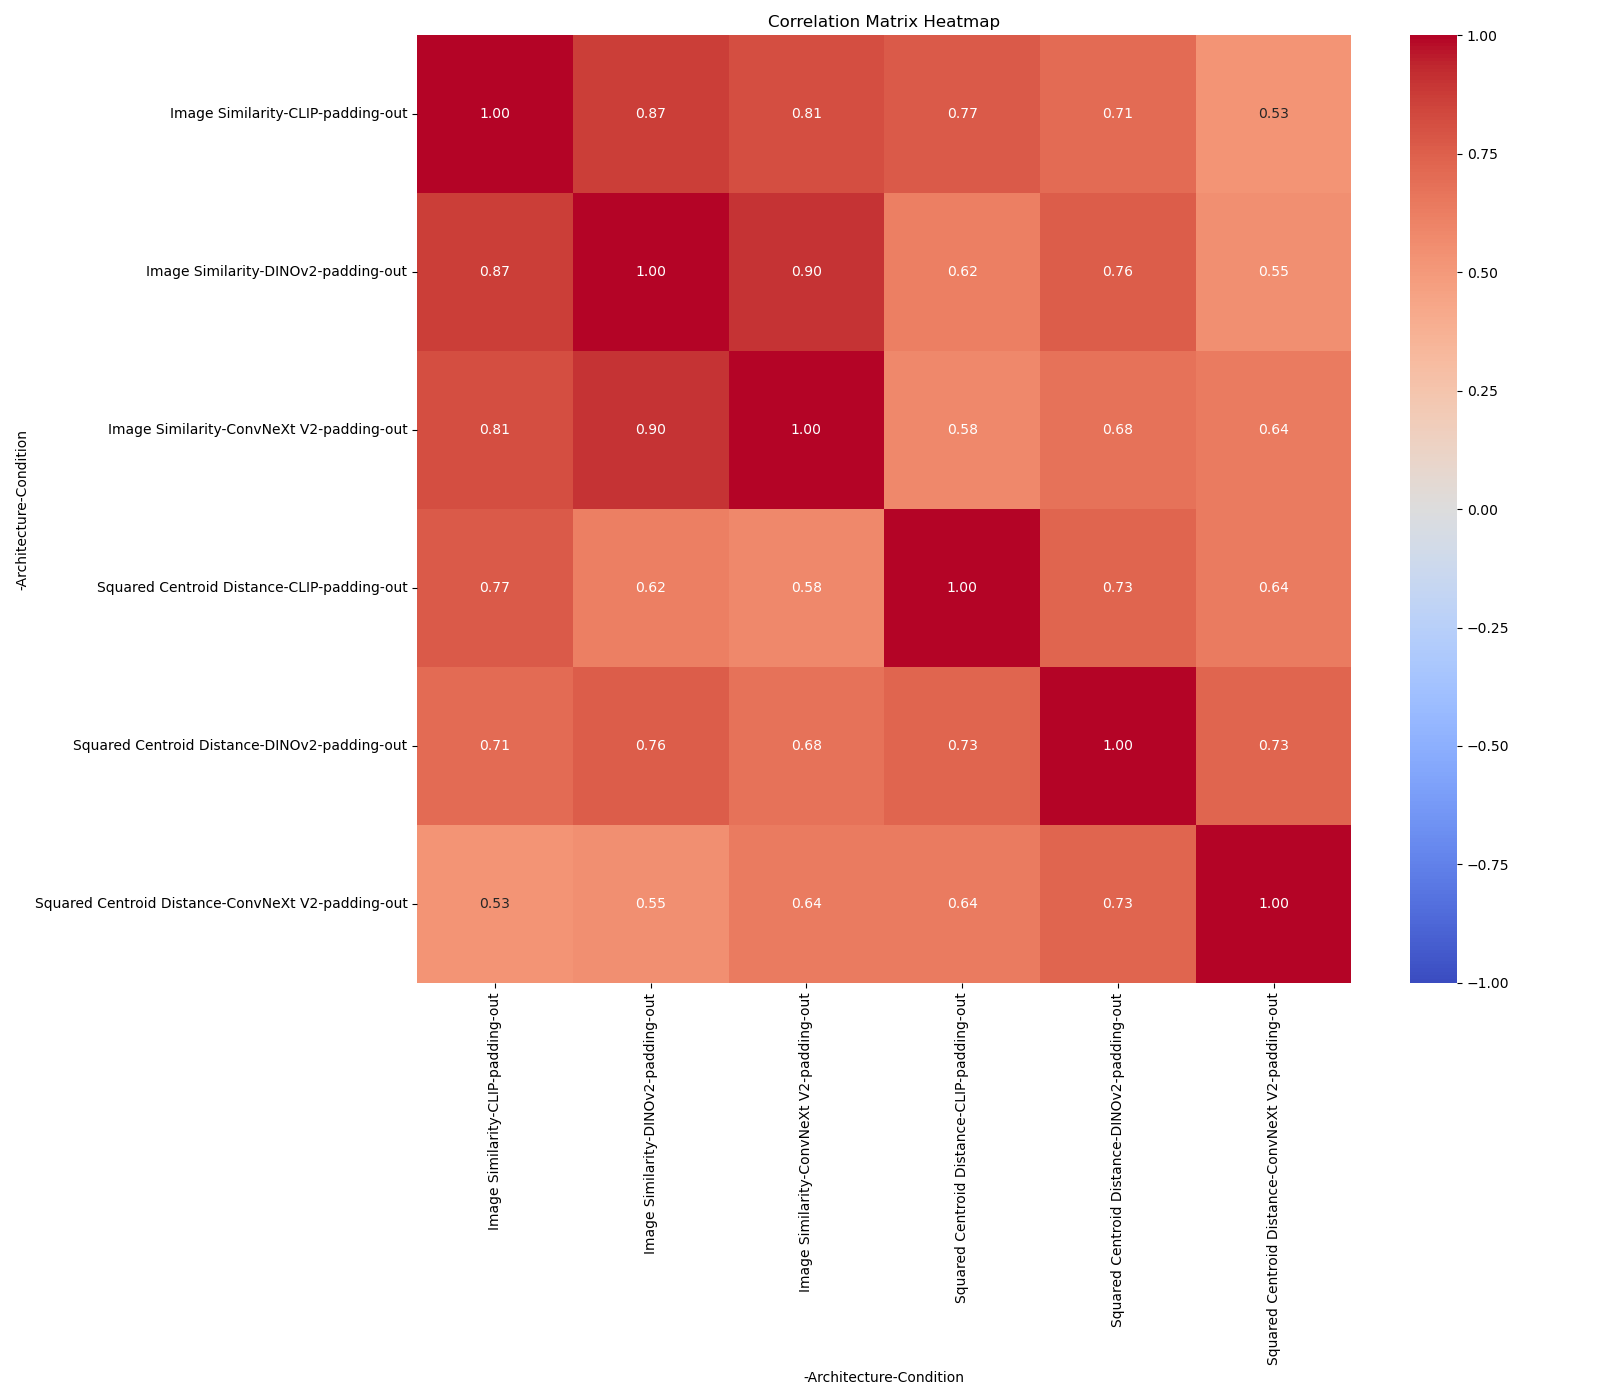 Correlation Matrix Heatmap
Image Similarity-CLIP-padding-out
1.00 0.87 0.81 0.77 0.71 0.53
Image Similarity-DINOv2-padding-out
0.87 1.00 0.90 0.62 0.76 0.55
Image Similarity-ConvNeXt V2-padding-out
0.81 0.90 1.00 0.58 0.68 0.64
Squared Centroid Distance-CLIP-padding-out
0.77 0.62 0.58 1.00 0.73 0.64
Squared Centroid Distance-DINOv2-padding-out
0.71 0.76 0.68 0.73 1.00 0.73
Squared Centroid Distance-ConvNeXt V2-padding-out
0.53 0.55 0.64 0.64 0.73 1.00
-Architecture-Condition
Image Similarity-CLIP-padding-out
Image Similarity-DINOv2-padding-out
Image Similarity-ConvNeXt V2-padding-out
Squared Centroid Distance-CLIP-padding-out
Squared Centroid Distance-DINOv2-padding-out
Squared Centroid Distance-ConvNeXt V2-padding-out
-Architecture-Condition
1.00
0.75
0.50
0.25
0.00
−0.25
−0.50
−0.75
−1.00